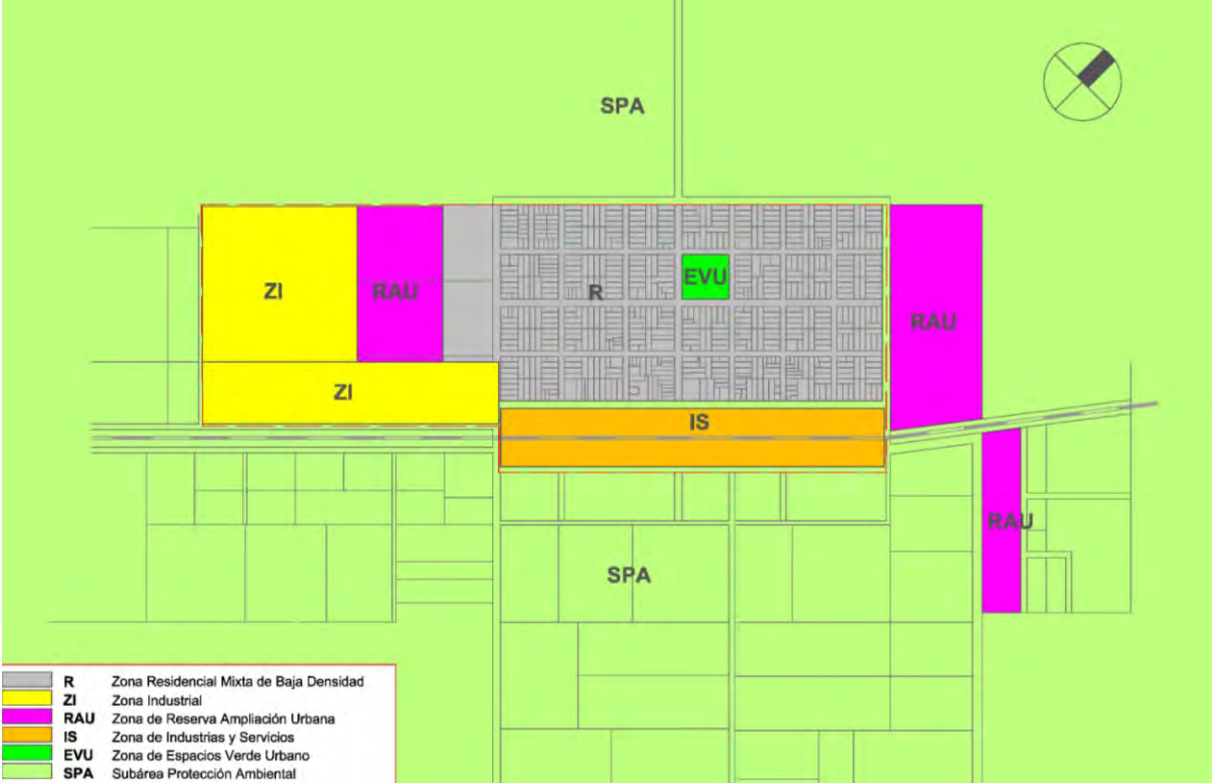 SPA
EVU
ZI
RAU
R
RAU
ZI
IS
RAU
SPA
R Zona Residencial Mixta de Baja Densidad
ZI Zona Industrial
RAU Zona de Reserva Ampliación Urbana
IS Zona de Industrias y Servicios
EVU Zona de Espacios Verde Urbano
SPA Subárea Protección Ambiental